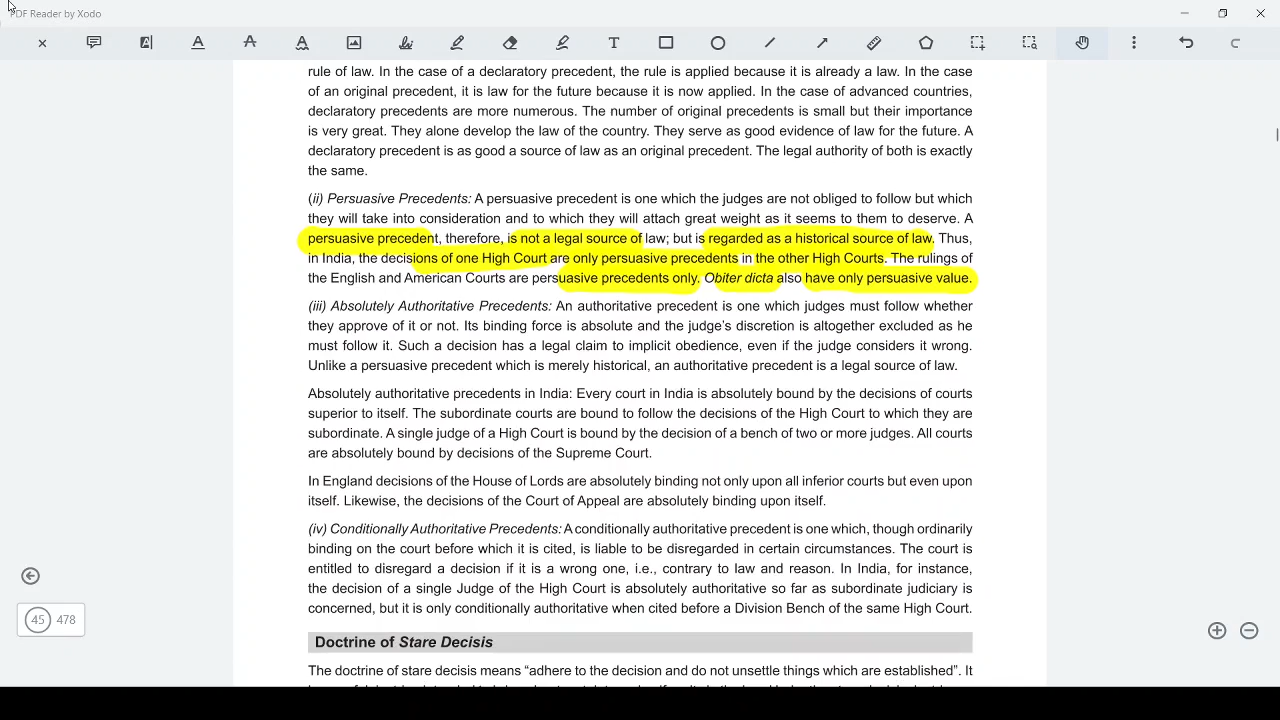 PDF Reader by Xodo
rule of law. In the case of a declaratory precedent, the rule is applied because it is already a law. In the case
of an original precedent, it is law for the future because it is now applied. In the case of advanced countries,
declaratory precedents are more numerous. The number of original precedents is small but their importance
is very great. They alone develop the law of the country. They serve as good evidence of law for the future. A
declaratory precedent is as good a source of law as an original precedent. The legal authority of both is exactly
the same.
(ii) Persuasive Precedents: A persuasive precedent is one which the judges are not obliged to follow but which
they will take into consideration and to which they will attach great weight as it seems to them to deserve. A
persuasive precedent, therefore, is not a legal source of law; but is regarded as a historical source of law. Thus,
in India, the decisions of one High Court are only persuasive precedents in the other High Courts. The rulings of
the English and American Courts are persuasive precedents only. Obiter dicta also have only persuasive value.
(iii) Absolutely Authoritative Precedents: An authoritative precedent is one which judges must follow whether
they approve of it or not. Its binding force is absolute and the judge's discretion is altogether excluded as he
must follow it. Such a decision has a legal claim to implicit obedience, even if the judge considers it wrong.
Unlike a persuasive precedent which is merely historical, an authoritative precedent is a legal source of law.
Absolutely authoritative precedents in India: Every court in India is absolutely bound by the decisions of courts
superior to itself. The subordinate courts are bound to follow the decisions of the High Court to which they are
subordinate. A single judge of a High Court is bound by the decision of a bench of two or more judges. All courts
are absolutely bound by decisions of the Supreme Court.
In England decisions of the House of Lords are absolutely binding not only upon all inferior courts but even upon
itself. Likewise, the decisions of the Court of Appeal are absolutely binding upon itself.
(iv) Conditionally Authoritative Precedents: A conditionally authoritative precedent is one which, though ordinarily
binding on the court before which it is cited, is liable to be disregarded in certain circumstances. The court is
entitled to disregard a decision if it is a wrong one, i.e., contrary to law and reason. In India, for instance,
the decision of a single Judge of the High Court is absolutely authoritative so far as subordinate judiciary is
concerned, but it is only conditionally authoritative when cited before a Division Bench of the same High Court.
45 478
Doctrine of Stare Decisis
The doctrine of stare decisis means “adhere to the decision and do not unsettle things which are established”. It